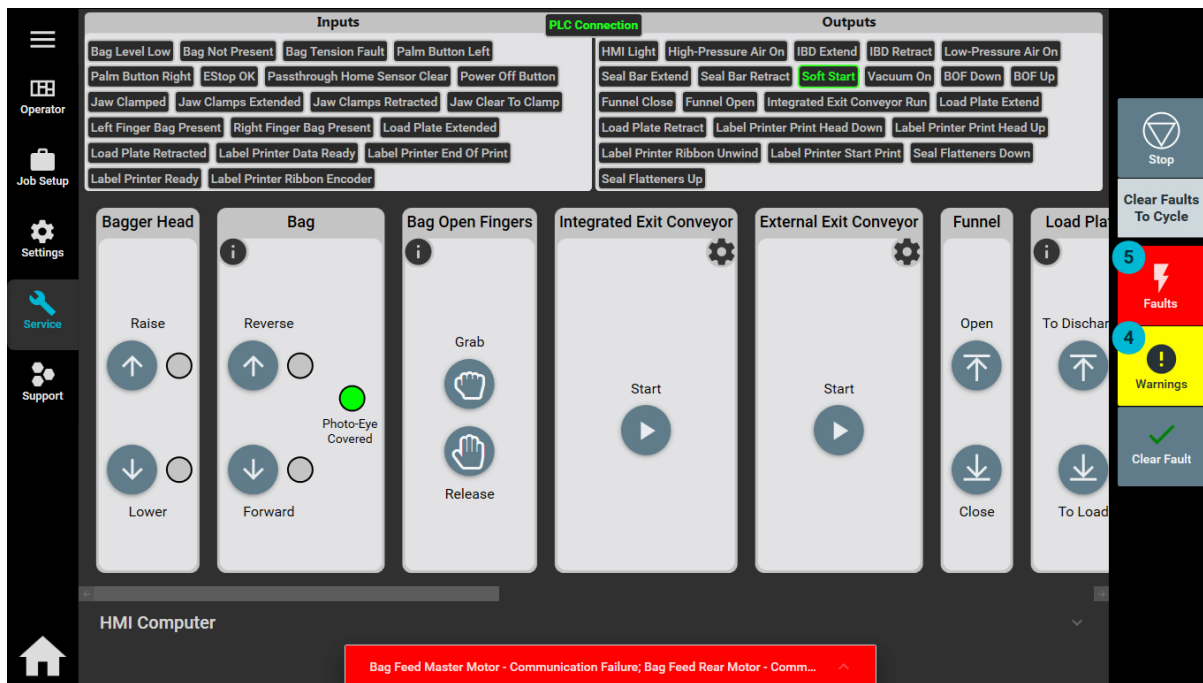 Inputs
PLC Connection
Outputs
Bag Level Low Bag Not Present Bag Tension Fault Palm Button Left
Palm Button Right EStop OK Passthrough Home Sensor Clear Power Off Button
Jaw Clamped Jaw Clamps Extended Jaw Clamps Retracted Jaw Clear To Clamp
Left Finger Bag Present Right Finger Bag Present Load Plate Extended
Load Plate Retracted Label Printer Data Ready Label Printer End Of Print
Label Printer Ready Label Printer Ribbon Encoder
HMI Light High-Pressure Air On IBD Extend IBD Retract Low-Pressure Air On
Seal Bar Extend Seal Bar Retract Soft Start Vacuum On BOF Down BOF Up
Funnel Close Funnel Open Integrated Exit Conveyor Run Load Plate Extend
Load Plate Retract Label Printer Print Head Down Label Printer Print Head Up
Label Printer Ribbon Unwind Label Printer Start Print Seal Flatteners Down
Seal Flatteners Up
Operator
Job Setup
Settings
Service
Support
Bagger Head
Raise
Lower
Bag
Reverse
Photo-Eye
Covered
Forward
Bag Open Fingers
Grab
Release
Integrated Exit Conveyor
Start
External Exit Conveyor
Start
Funnel
Open
Close
Load Plat
To Dischar
To Load
Stop
Clear Faults
To Cycle
5
Faults
4
Warnings
Clear Fault
HMI Computer
Bag Feed Master Motor - Communication Failure; Bag Feed Rear Motor - Comm...